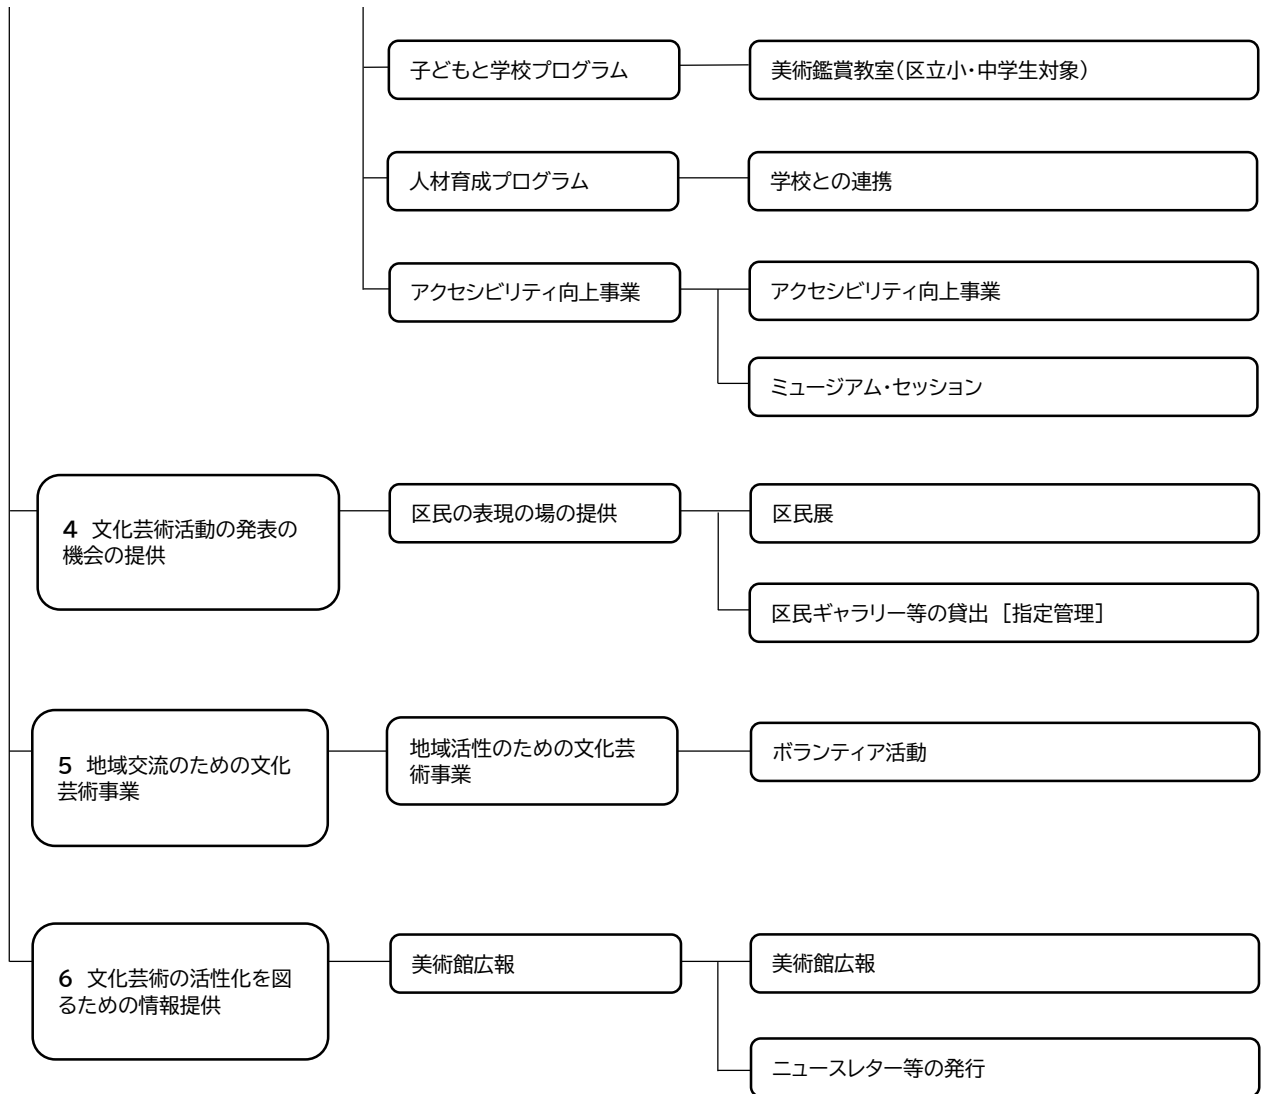 子どもと学校プログラム
美術鑑賞教室(区立小・中学生対象)
人材育成プログラム
学校との連携
アクセシビリティ向上事業
アクセシビリティ向上事業
ミュージアム・セッション
4 文化芸術活動の発表の
機会の提供
区民の表現の場の提供
区民展
区民ギャラリー等の貸出 [指定管理]
5 地域交流のための文化
芸術事業
地域活性のための文化芸
術事業
ボランティア活動
6 文化芸術の活性化を図
るための情報提供
美術館広報
美術館広報
ニュースレター等の発行